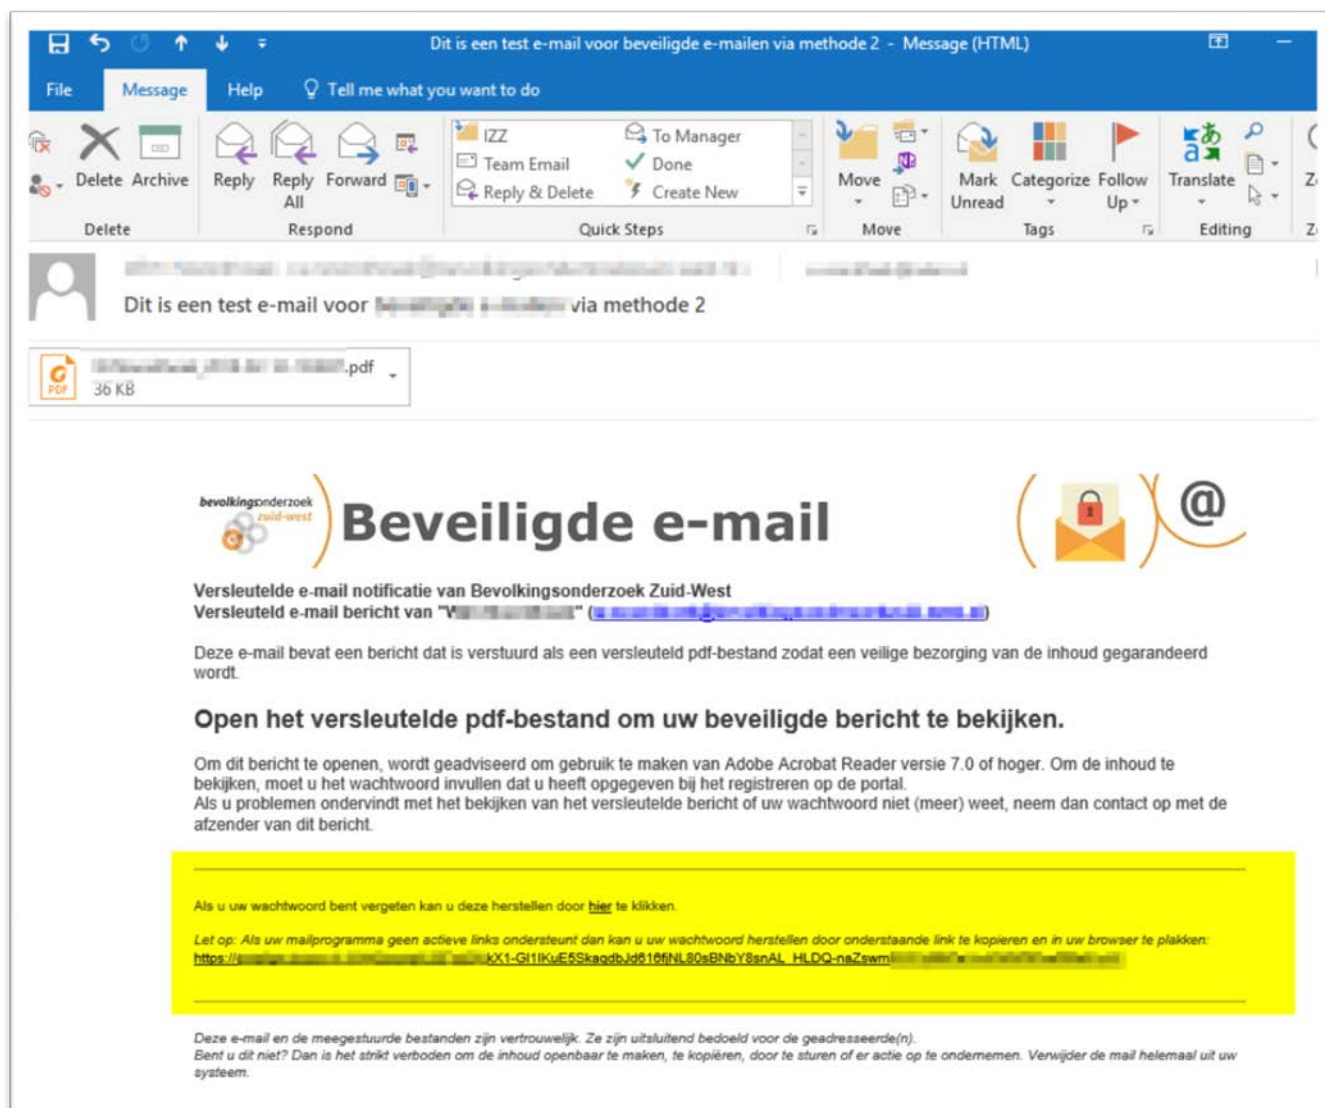 Dit is een test e-mail voor beveiligde e-mailen via methode 2 - Message (HTML)
File Message Help Tell me what you want to do
Delete Archive Reply Reply All Forward
IZZ To Manager
Team Email Done
Reply & Delete Create New
Move Mark Unread Categorize Follow Up Translate
Delete Respond Quick Steps Move Tags Editing
Dit is een test e-mail voor via methode 2
.pdf
PDF
36 KB
bevolkingsonderzoek
zuid-west
Beveiligde e-mail
@
Versleutelde e-mail notificatie van Bevolkingsonderzoek Zuid-West
Versleuteld e-mail bericht van "W " ( )
Deze e-mail bevat een bericht dat is verstuurd als een versleuteld pdf-bestand zodat een veilige bezorging van de inhoud gegarandeerd
wordt.
Open het versleutelde pdf-bestand om uw beveiligde bericht te bekijken.
Om dit bericht te openen, wordt geadviseerd om gebruik te maken van Adobe Acrobat Reader versie 7.0 of hoger. Om de inhoud te
bekijken, moet u het wachtwoord invullen dat u heeft opgegeven bij het registreren op de portal.
Als u problemen ondervindt met het bekijken van het versleutelde bericht of uw wachtwoord niet (meer) weet, neem dan contact op met de
afzender van dit bericht.
Als u uw wachtwoord bent vergeten kan u deze herstellen door hier te klikken.
Let op: Als uw mailprogramma geen actieve links ondersteunt dan kan u uw wachtwoord herstellen door onderstaande link te kopieren en in uw browser te plakken:
https:// kX1-GI1IKuE5SkaqdbJd616fjNL80sBNbY8snAL_HLDQ-naZswm
Deze e-mail en de meegestuurde bestanden zijn vertrouwelijk. Ze zijn uitsluitend bedoeld voor de geadresseerde(n).
Bent u dit niet? Dan is het strikt verboden om de inhoud openbaar te maken, te kopiëren, door te sturen of er actie op te ondernemen. Verwijder de mail helemaal uit uw
systeem.